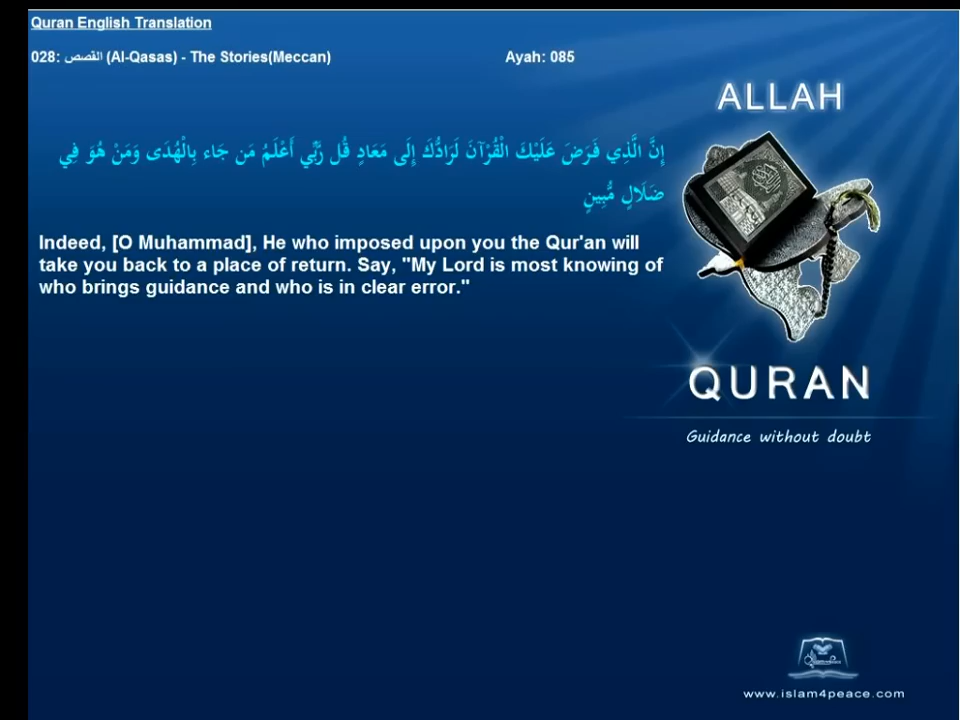 Quran English Translation
028: القصص (Al-Qasas) - The Stories(Meccan) Ayah: 085
ALLAH
إِنَّ الَّذِي فَرَضَ عَلَيْكَ الْقُرْآنَ لَرَادُّكَ إِلَى مَعَادٍ قُل رَّبِّي أَعْلَمُ مَن جَاء بِالْهُدَى وَمَنْ هُوَ فِي
ضَلَالٍ مُّبِينٍ
Indeed, [O Muhammad], He who imposed upon you the Qur'an will
take you back to a place of return. Say, "My Lord is most knowing of
who brings guidance and who is in clear error."
QURAN
Guidance without doubt
www.islam4peace.com